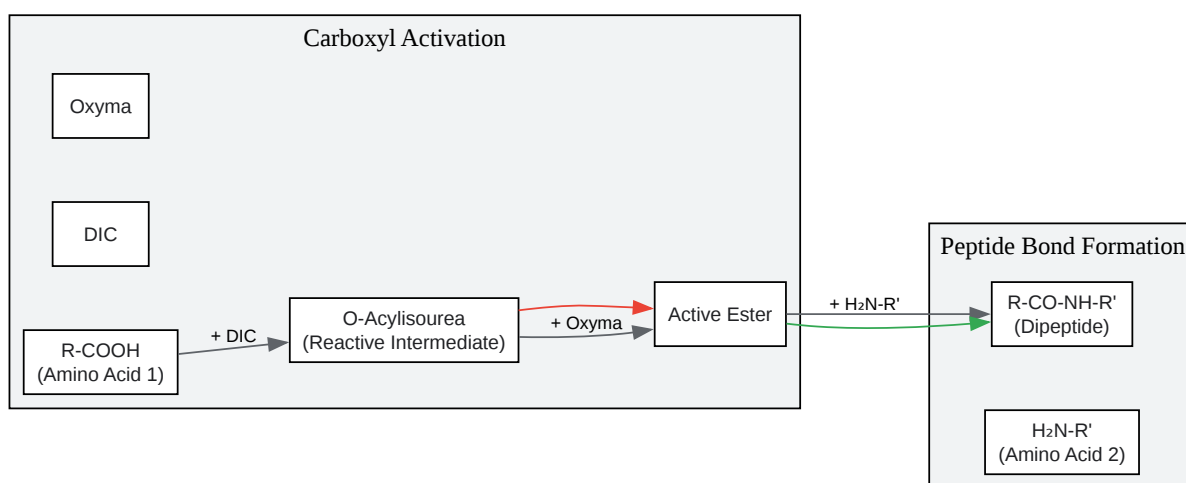 Carboxyl Activation
Oxyma
DIC
R-COOH
(Amino Acid 1)
+ DIC
O-Acylisourea
(Reactive Intermediate)
+ Oxyma
Active Ester
+ H₂N-R'
Peptide Bond Formation
R-CO-NH-R'
(Dipeptide)
H₂N-R'
(Amino Acid 2)